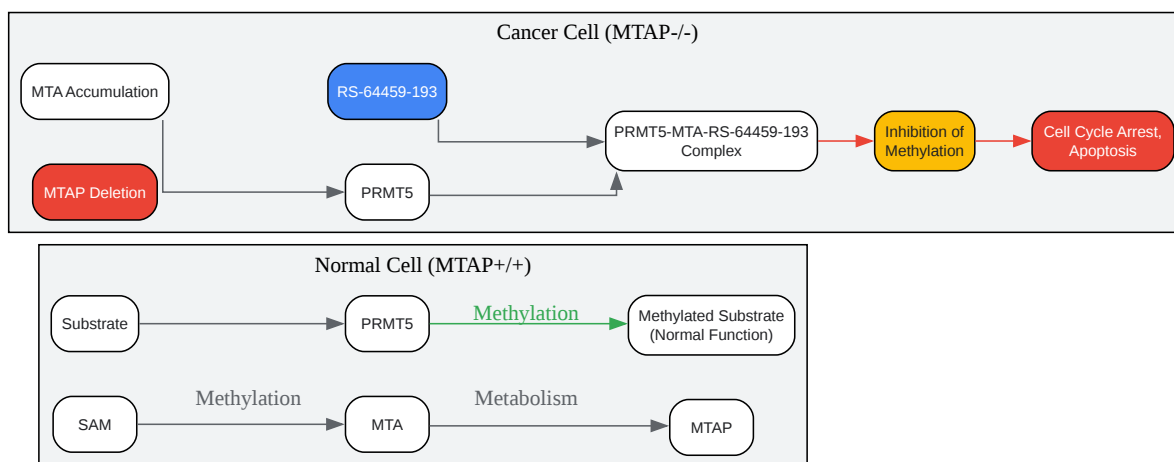 Cancer Cell (MTAP-/-)
MTA Accumulation
RS-64459-193
PRMT5-MTA-RS-64459-193
Complex
Inhibition of
Methylation
Cell Cycle Arrest,
Apoptosis
MTAP Deletion
PRMT5
Normal Cell (MTAP+/+)
Substrate
PRMT5
Methylation
Methylated Substrate
(Normal Function)
SAM
Methylation
MTA
Metabolism
MTAP